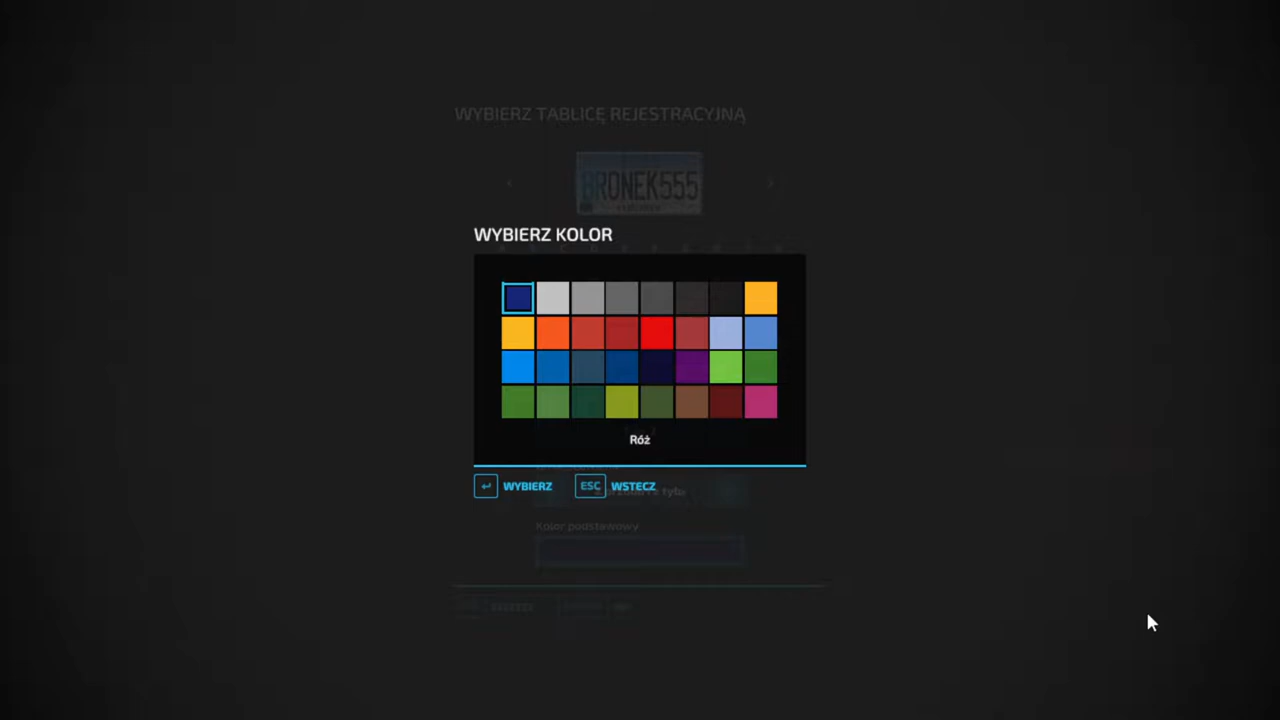 WYBIERZ TABLICĘ REJESTRACYJNĄ
BRONEK555
WYBIERZ KOLOR
Róż
↵ WYBIERZ ESC WSTECZ
Kolor podstawowy